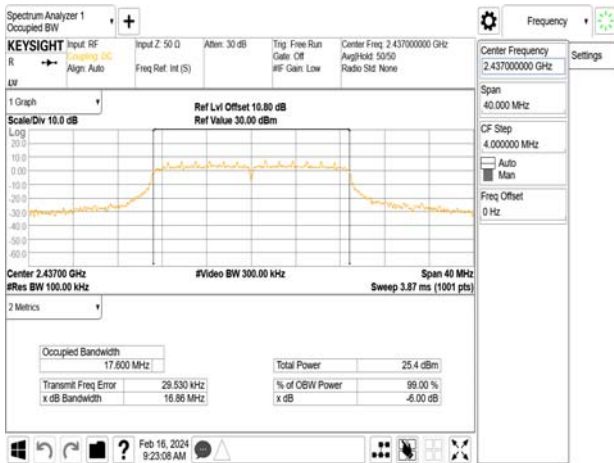 Spectrum Analyzer 1
Occupied BW
Frequency
KEYSIGHT
R
LXI
Input: RF
Coupling: DC
Align: Auto
Input Z: 50 Ω
Freq Ref: Int (S)
Atten: 30 dB
Trig: Free Run
Gate: Off
#IF Gain: Low
Center Freq: 2.437000000 GHz
Avg|Hold: 50/50
Radio Std: None
Center Frequency
2.437000000 GHz
Settings
Span
40.000 MHz
CF Step
4.000000 MHz
Auto
Man
Freq Offset
0 Hz
1 Graph
Scale/Div 10.0 dB
Ref Lvl Offset 10.80 dB
Ref Value 30.00 dBm
Log
20.0
10.0
0.00
-10.0
-20.0
-30.0
-40.0
-50.0
-60.0
Center 2.43700 GHz
#Res BW 100.00 kHz
#Video BW 300.00 kHz
Span 40 MHz
Sweep 3.87 ms (1001 pts)
2 Metrics
Occupied Bandwidth
17.600 MHz
Total Power 25.4 dBm
Transmit Freq Error 29.530 kHz
% of OBW Power 99.00 %
x dB Bandwidth 16.86 MHz
x dB -6.00 dB
Feb 16, 2024
9:23:08 AM